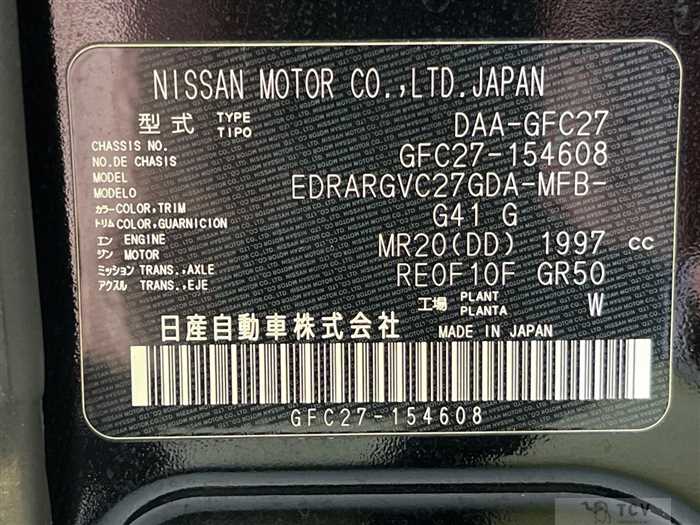 NISSAN MOTOR CO.,LTD.JAPAN
型式 TYPE TIPO DAA-GFC27
CHASSIS NO. NO.DE CHASIS GFC27-154608
MODEL MODELO EDRARGVC27GDA-MFB-
カラー COLOR,TRIM トリム COLOR,GUARNICION G41 G
エンジン ENGINE MOTOR MR20(DD) 1997 cc
ミッション TRANS.,AXLE アクスル TRANS.,EJE RE0F10F GR50
工場 PLANT PLANTA W
日産自動車株式会社 MADE IN JAPAN
GFC27-154608
TCV